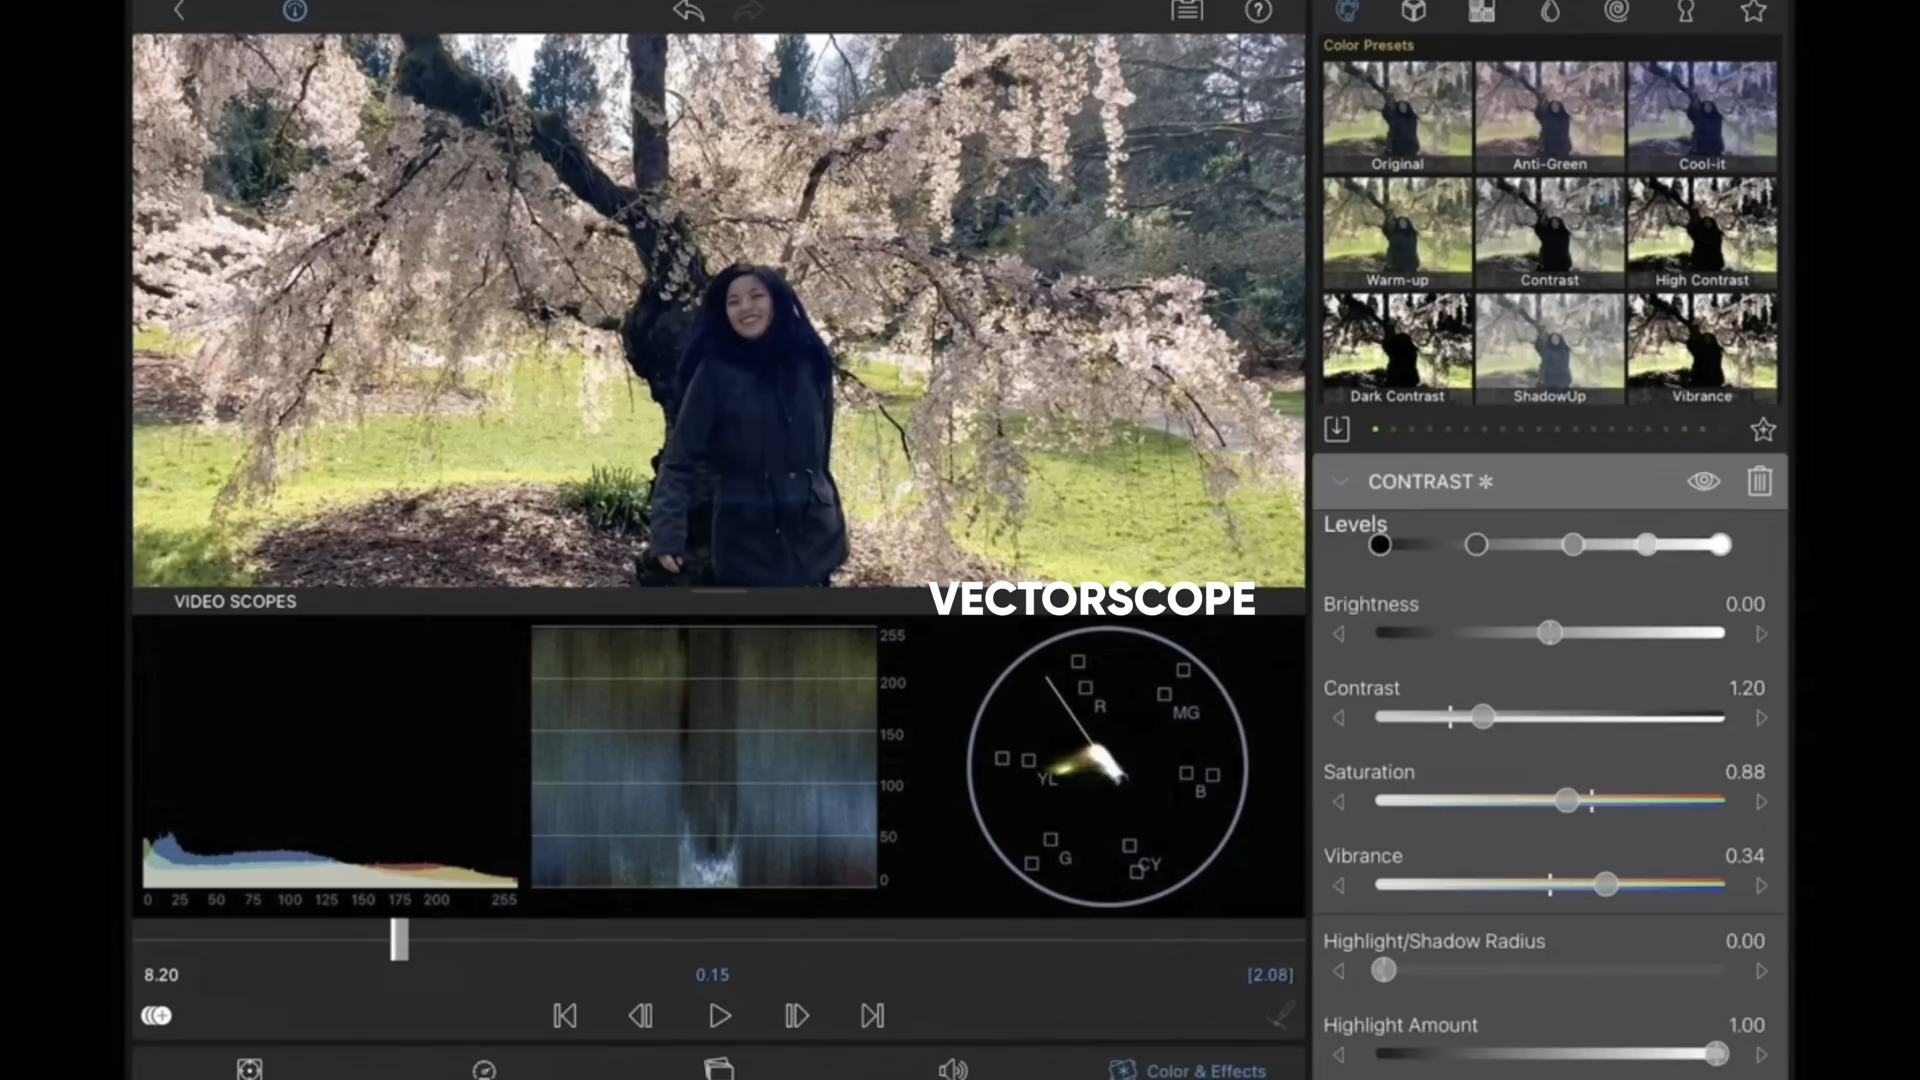 Color Presets
Original
Anti-Green
Cool-it
Warm-up
Contrast
High Contrast
Dark Contrast
ShadowUp
Vibrance
CONTRAST
Levels
Brightness
0.00
Contrast
1.20
Saturation
0.88
Vibrance
0.34
Highlight/Shadow Radius
0.00
Highlight Amount
1.00
VECTORSCOPE
VIDEO SCOPES
0 25 50 75 100 125 150 175 200 255
255
200
150
100
50
0
R
MG
YL
B
G
CY
8.20
0.15
[2.08]
Color & Effects